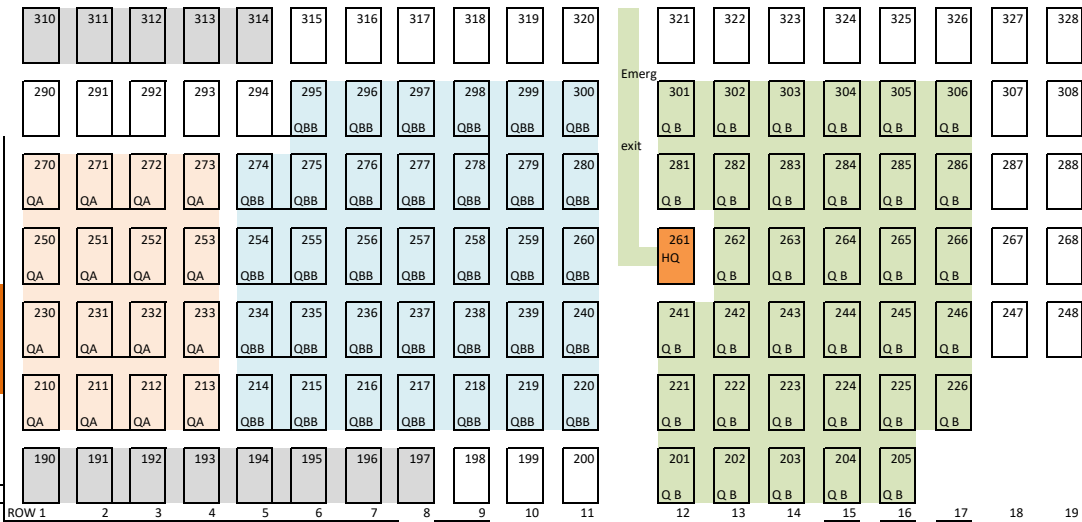 310 311 312 313 314 315 316 317 318 319 320 321 322 323 324 325 326 327 328
Emerg
290 291 292 293 294 295 296 297 298 299 300 301 302 303 304 305 306 307 308
QBB QBB QBB QBB QBB QBB Q B Q B Q B Q B Q B Q B
exit
270 271 272 273 274 275 276 277 278 279 280 281 282 283 284 285 286 287 288
QA QA QA QA QBB QBB QBB QBB QBB QBB QBB Q B Q B Q B Q B Q B Q B
250 251 252 253 254 255 256 257 258 259 260 261 262 263 264 265 266 267 268
QA QA QA QA QBB QBB QBB QBB QBB QBB QBB HQ Q B Q B Q B Q B Q B
230 231 232 233 234 235 236 237 238 239 240 241 242 243 244 245 246 247 248
QA QA QA QA QBB QBB QBB QBB QBB QBB QBB Q B Q B Q B Q B Q B Q B
210 211 212 213 214 215 216 217 218 219 220 221 222 223 224 225 226
QA QA QA QA QBB QBB QBB QBB QBB QBB QBB Q B Q B Q B Q B Q B Q B
190 191 192 193 194 195 196 197 198 199 200 201 202 203 204 205
Q B Q B Q B Q B Q B
ROW 1 2 3 4 5 6 7 8 9 10 11 12 13 14 15 16 17 18 19